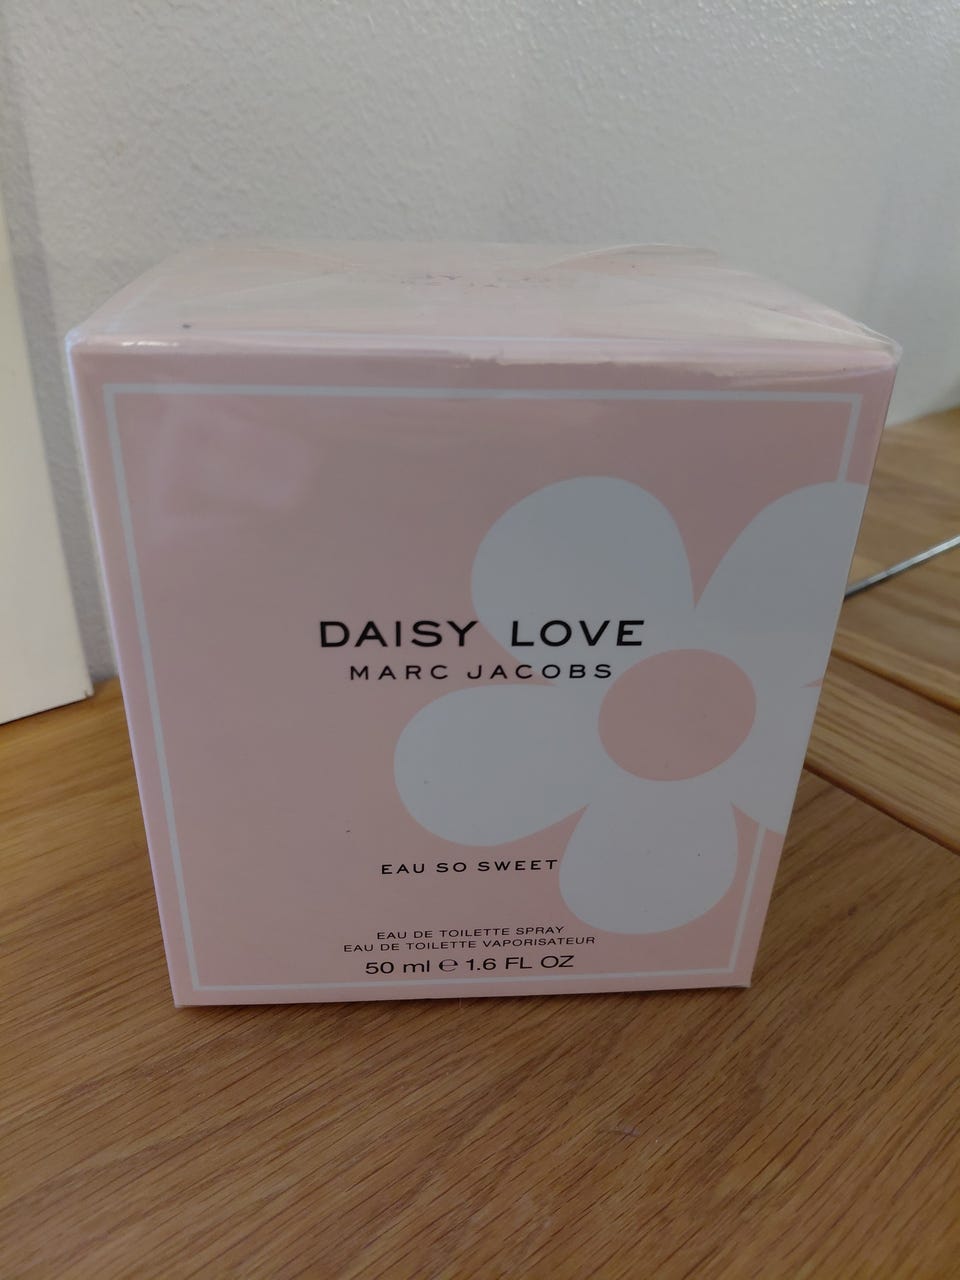 DAISY LOVE
MARC JACOBS
EAU SO SWEET
EAU DE TOILETTE SPRAY
EAU DE TOILETTE VAPORISATEUR
50 ml ℮ 1.6 FL OZ